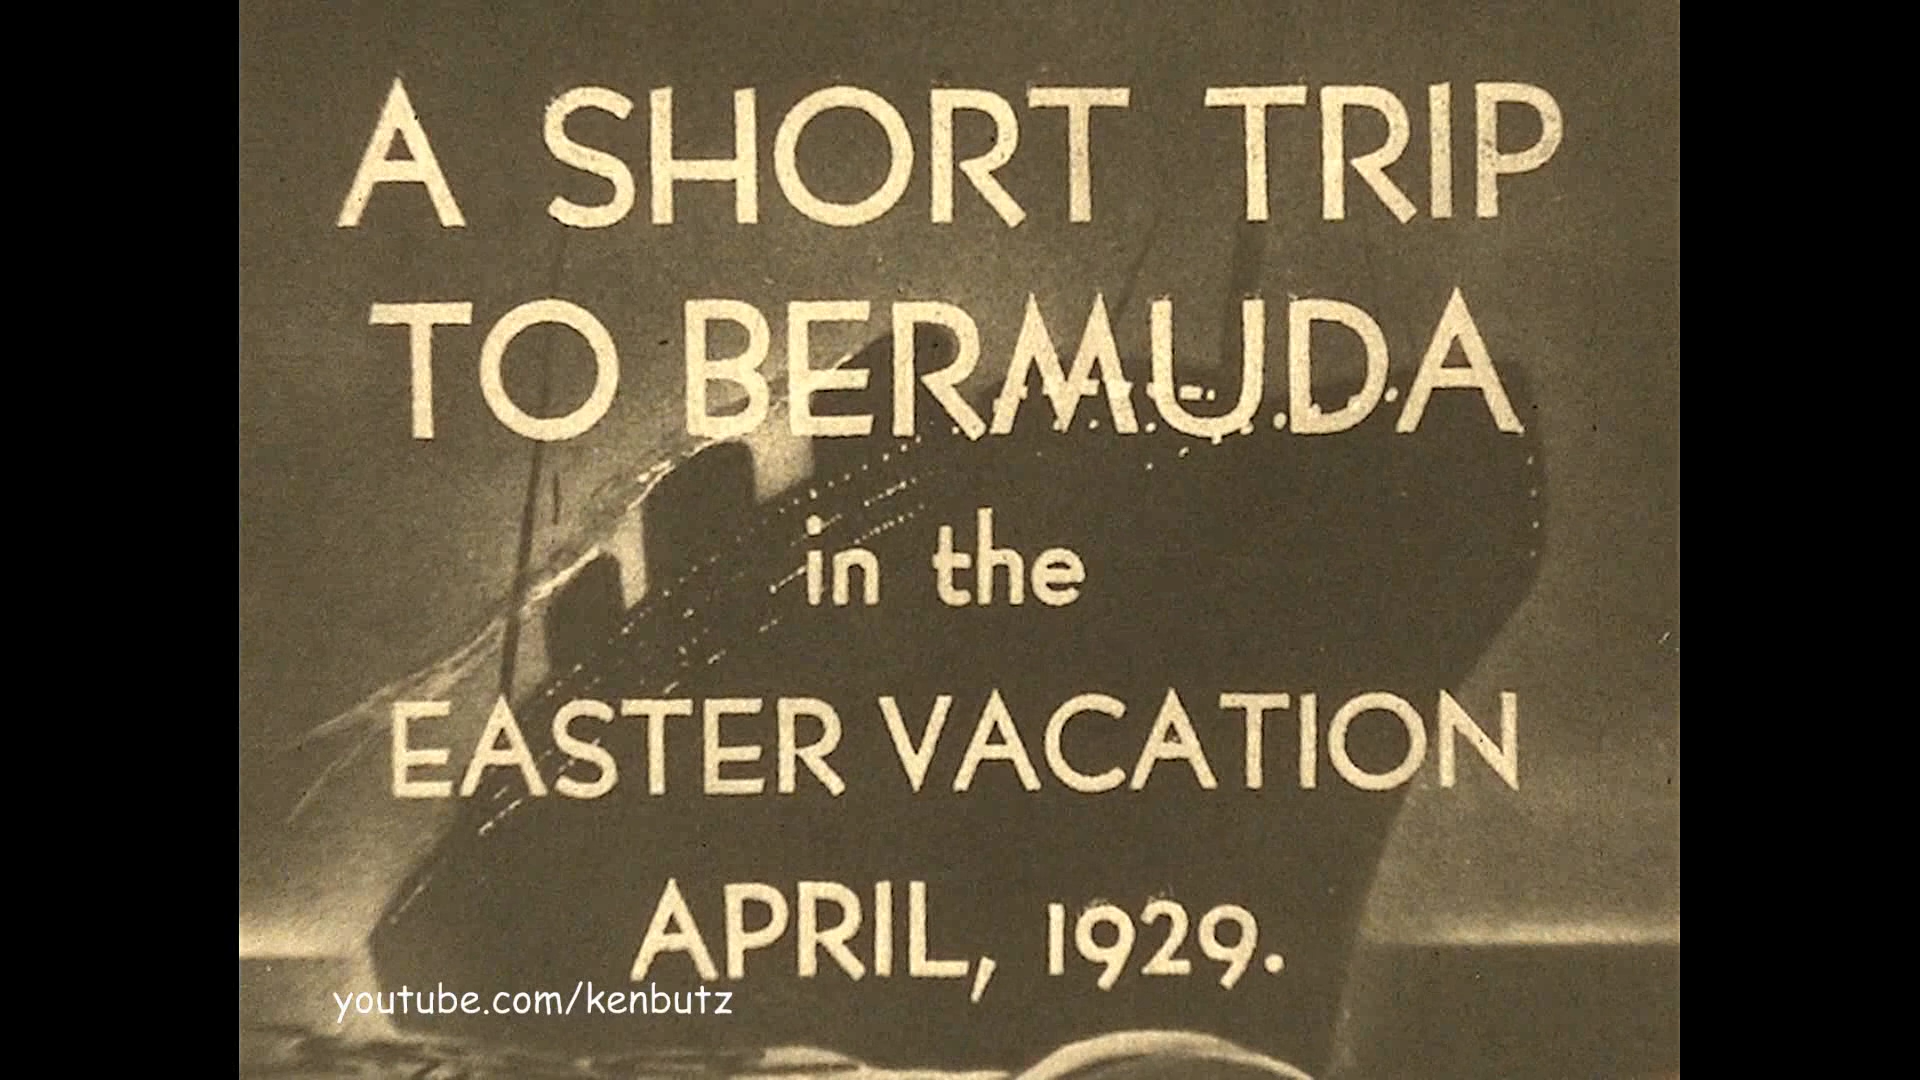 A SHORT TRIP
TO BERMUDA
in the
EASTER VACATION
APRIL, 1929.
youtube.com/kenbutz